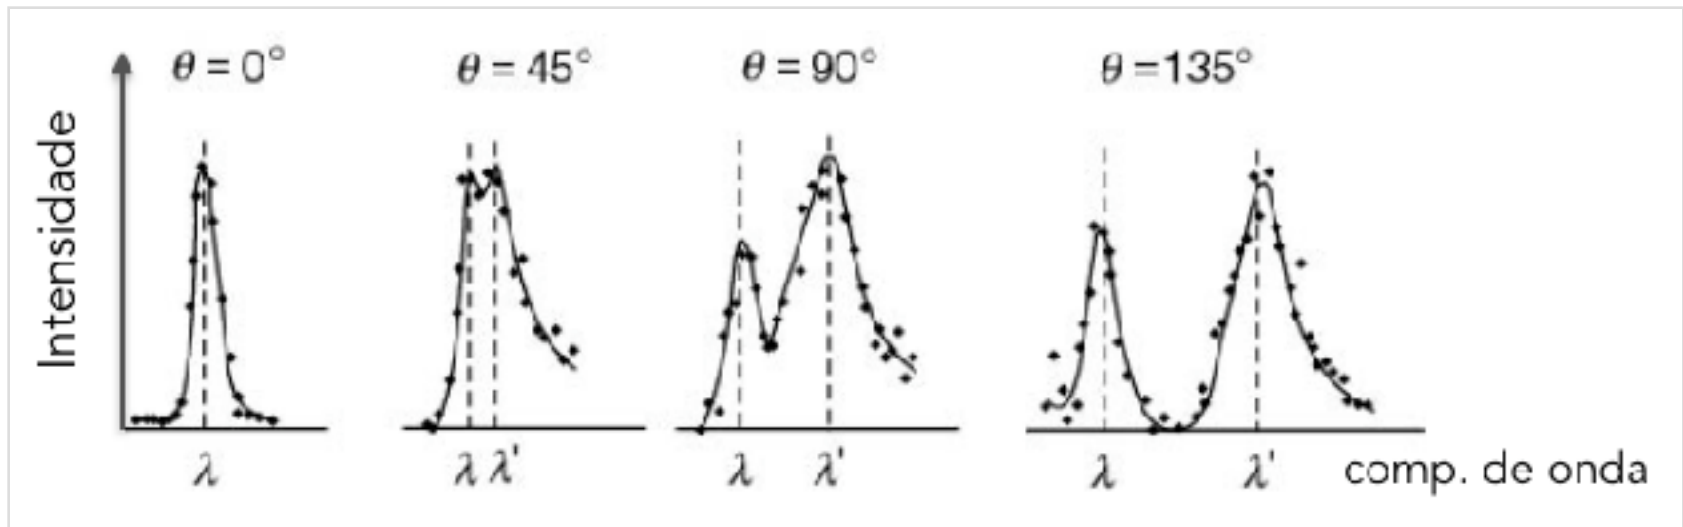 θ = 0°
θ = 45°
θ = 90°
θ =135°
Intensidade
λ
λ λ'
λ λ'
λ λ'
comp. de onda